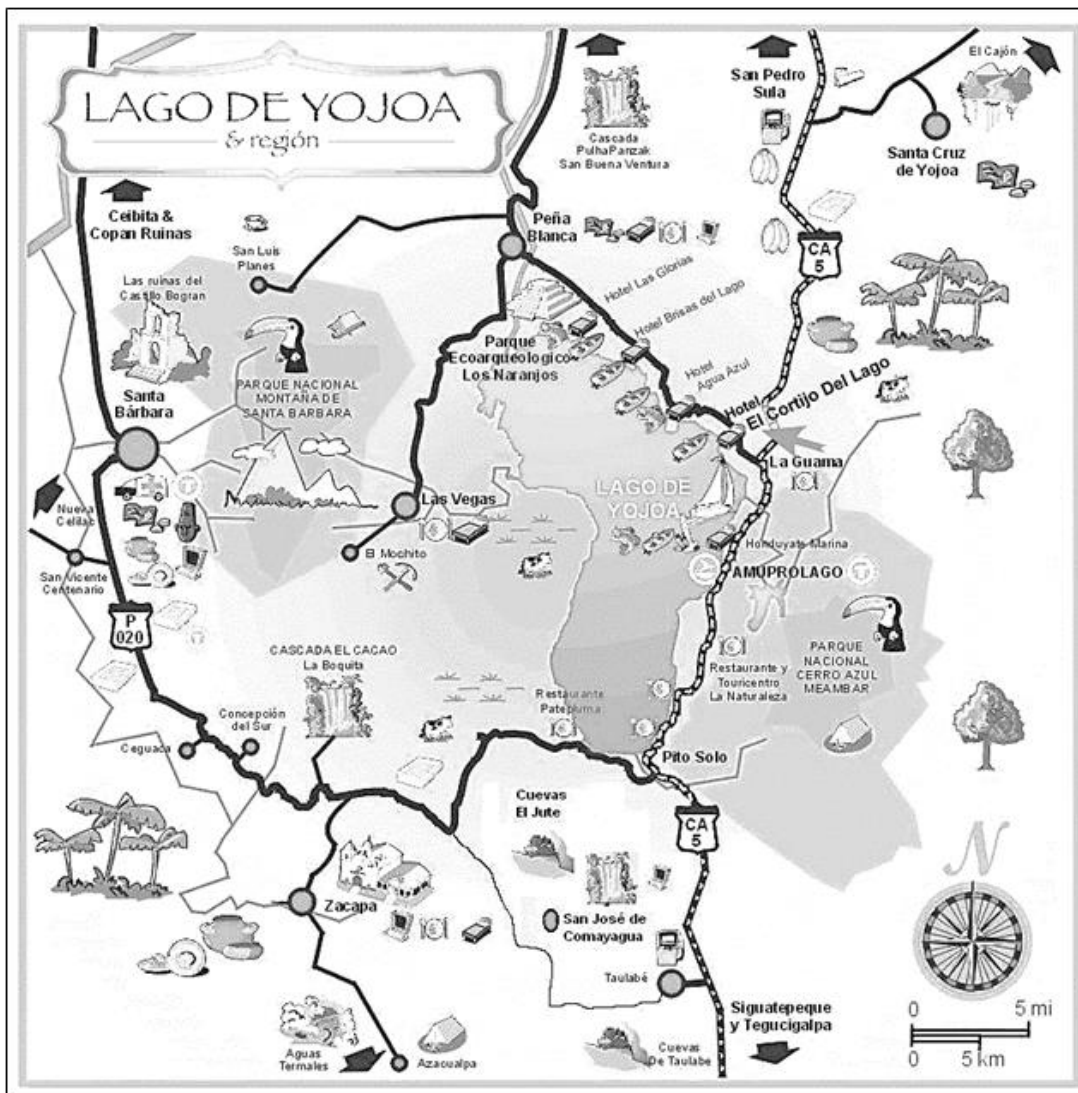 LAGO DE YOJOA
& región
Cascada
PulhaPanzak
San Buena Ventura
San Pedro
Sula
El Cajón
Santa Cruz
de Yojoa
Ceibita &
Copan Ruinas
San Luis
Planes
Peña
Blanca
CA
5
Las ruinas del
Castillo Bogran
Hotel Las Glorias
Hotel Brisas del Lago
Parque
Ecoarqueologico
Los Naranjos
Hotel
Agua Azul
Hotel
El Cortijo Del Lago
PARQUE NACIONAL
MONTAÑA DE
SANTA BARBARA
Santa
Bárbara
La Guama
LAGO DE
YOJOA
Las Vegas
Nueva
Celilac
El Mochito
Honduyate Marina
San Vicente
Centenario
AMUPROLAGO
P
020
PARQUE
NACIONAL
CERRO AZUL
MEAMBAR
CASCADA EL CACAO
La Boquita
Restaurante y
Touricentro
La Naturaleza
Restaurante
Patepluma
Concepción
del Sur
Ceguaca
Pito Solo
Cuevas
El Jute
CA
5
N
Zacapa
San José de
Comayagua
Taulabé
Siguatepeque
y Tegucigalpa
0 5 mi
0 5 km
Aguas
Termales
Azacualpa
Cuevas
De Taulabe